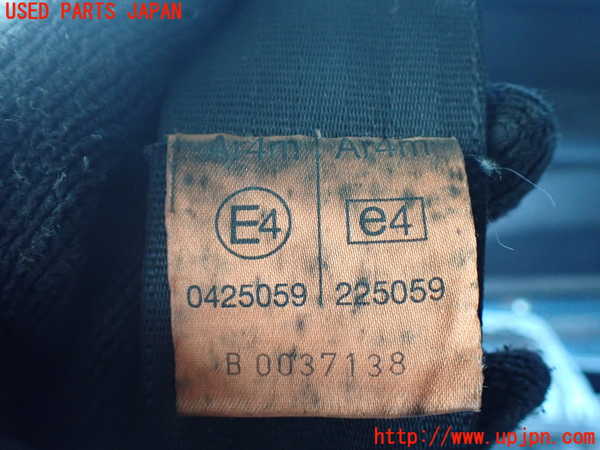 USED PARTS JAPAN
Ar4m Ar4m
E4 e4
0425059 225059
B 0037138
http://www.upjpn.com